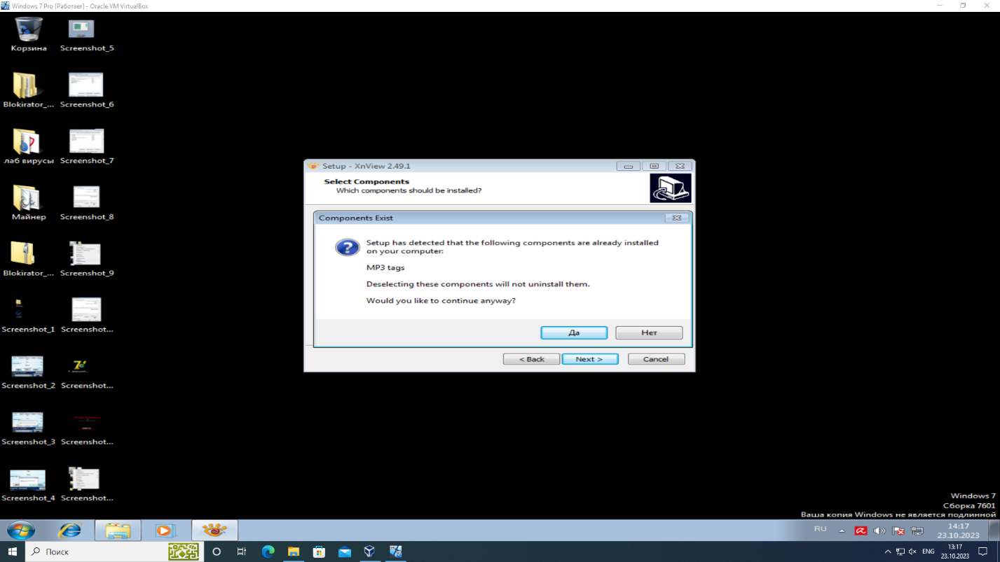 Windows 7 Pro [Работает] - Oracle VM VirtualBox
Корзина
Screenshot_5
Blokirator_...
Screenshot_6
лаб вирусы
Screenshot_7
Майнер
Screenshot_8
Blokirator_...
Screenshot_9
Screenshot_1
Screenshot...
Screenshot_2
Screenshot...
Screenshot_3
Screenshot...
Screenshot_4
Screenshot...
Setup - XnView 2.49.1
Select Components
Which components should be installed?
Components Exist
Setup has detected that the following components are already installed
on your computer:
MP3 tags
Deselecting these components will not uninstall them.
Would you like to continue anyway?
Да
Нет
< Back
Next >
Cancel
Windows 7
Сборка 7601
Ваша копия Windows не является подлинной
RU
14:17
23.10.2023
Поиск
ENG
13:17
23.10.2023